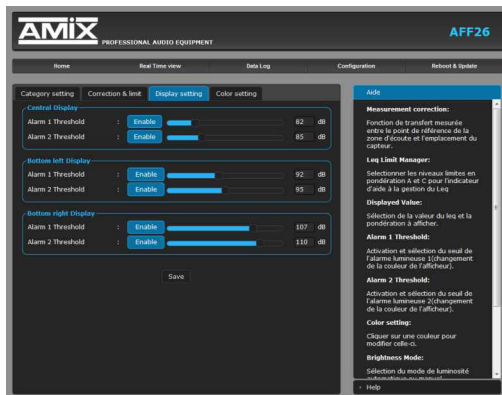 AMIX
PROFESSIONAL AUDIO EQUIPMENT
AFF26
Home Real Time view Data Log Configuration Reboot & Update
Category setting Correction & limit Display setting Color setting
Central Display
Alarm 1 Threshold : Enable 82 dB
Alarm 2 Threshold : Enable 85 dB
Bottom left Display
Alarm 1 Threshold : Enable 92 dB
Alarm 2 Threshold : Enable 95 dB
Bottom right Display
Alarm 1 Threshold : Enable 107 dB
Alarm 2 Threshold : Enable 110 dB
Save
Aide
Measurement correction:
Fonction de transfert mesurée
entre le point de référence de la
zone d'écoute et l'emplacement du
capteur.
Leq Limit Manager:
Selectionner les niveaux limites en
pondération A et C pour l'indicateur
d'aide à la gestion du Leq
Displayed Value:
Sélection de la valeur du leq et la
pondération à afficher.
Alarm 1 Threshold:
Activation et sélection du seuil de
l'alarme lumineuse 1(changement
de la couleur de l'afficheur).
Alarm 2 Threshold:
Activation et sélection du seuil de
l'alarme lumineuse 2(changement
de la couleur de l'afficheur).
Color setting:
Cliquer sur une couleur pour
modifier celle-ci.
Brightness Mode:
Sélection du mode de luminosité
Help